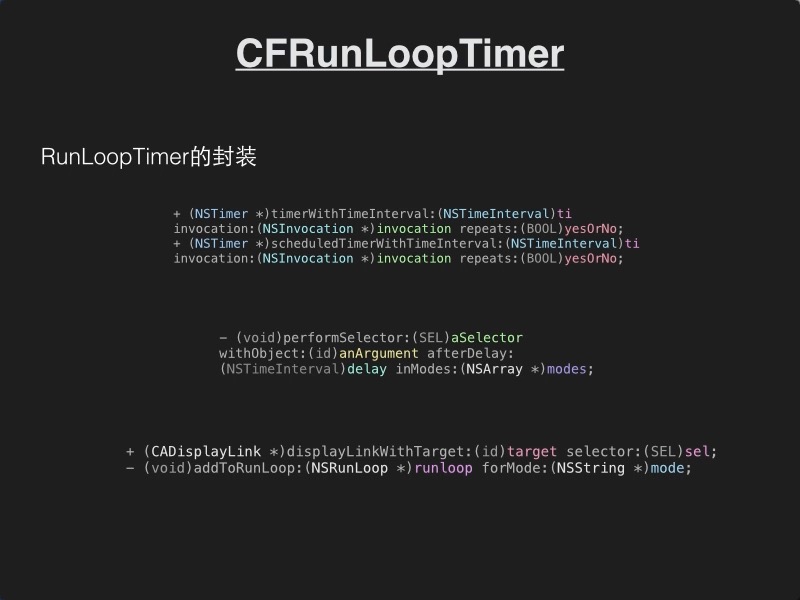 CFRunLoopTimer
RunLoopTimer的封装
+ (NSTimer *)timerWithTimeInterval:(NSTimeInterval)ti
invocation:(NSInvocation *)invocation repeats:(BOOL)yesOrNo;
+ (NSTimer *)scheduledTimerWithTimeInterval:(NSTimeInterval)ti
invocation:(NSInvocation *)invocation repeats:(BOOL)yesOrNo;
- (void)performSelector:(SEL)aSelector
withObject:(id)anArgument afterDelay:
(NSTimeInterval)delay inModes:(NSArray *)modes;
+ (CADisplayLink *)displayLinkWithTarget:(id)target selector:(SEL)sel;
- (void)addToRunLoop:(NSRunLoop *)runloop forMode:(NSString *)mode;